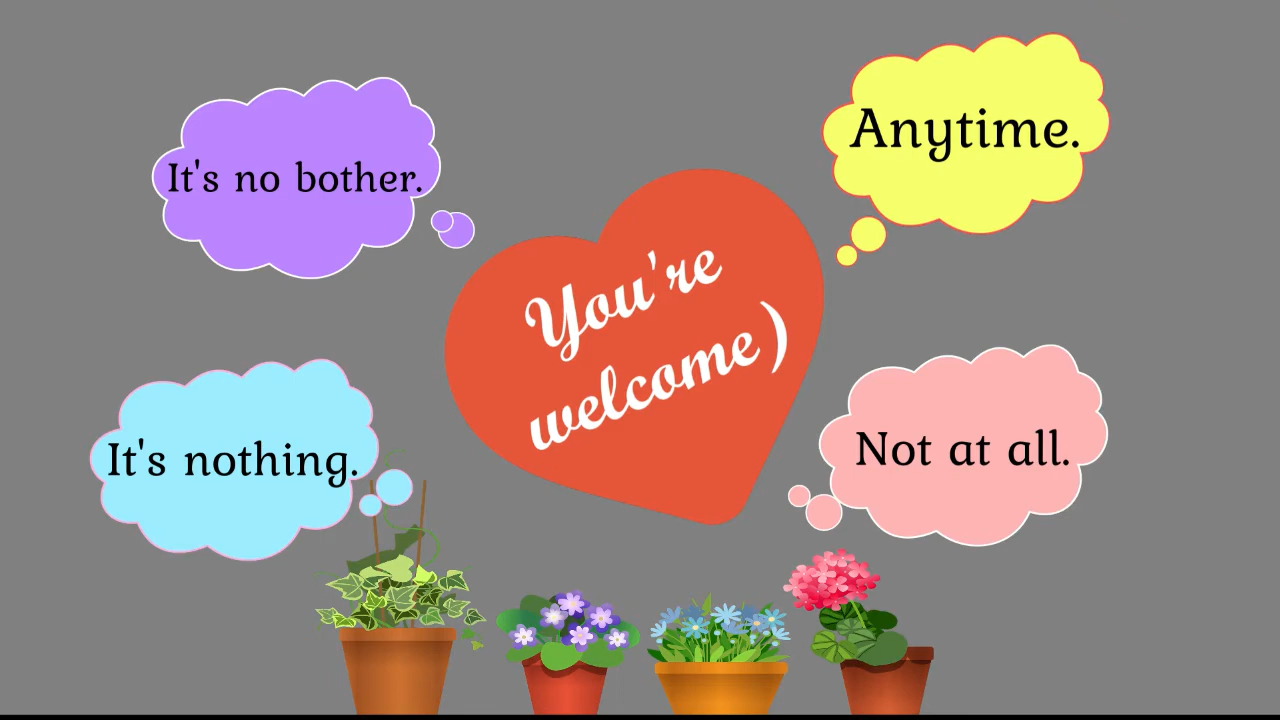 It's no bother.
Anytime.
You're
welcome)
It's nothing.
Not at all.